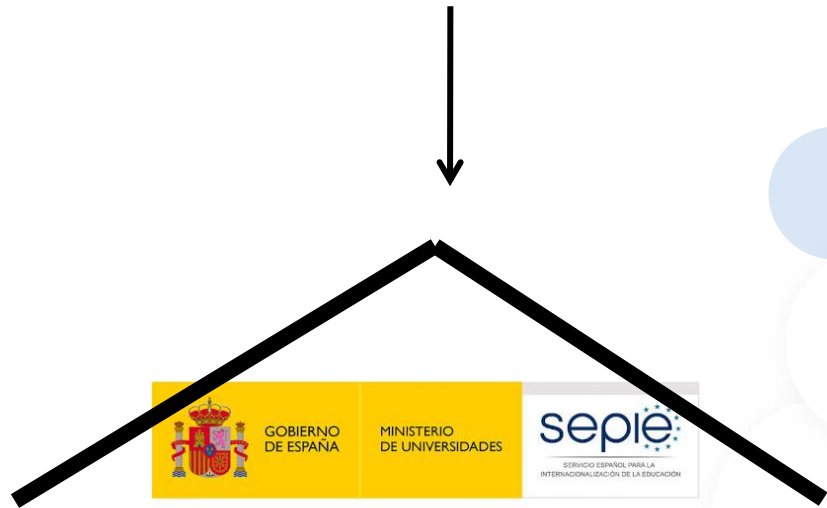 GOBIERNO
DE ESPAÑA
MINISTERIO
DE UNIVERSIDADES
sepie
SERVICIO ESPAÑOL PARA LA
INTERNACIONALIZACIÓN DE LA EDUCACIÓN